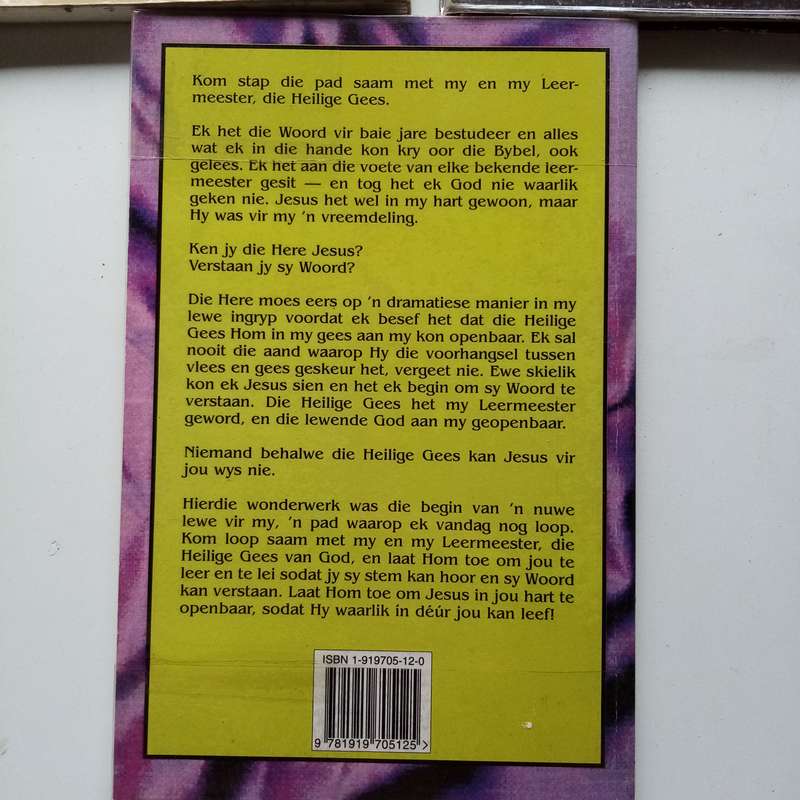 Kom stap die pad saam met my en my Leer-
meester, die Heilige Gees.
Ek het die Woord vir baie jare bestudeer en alles
wat ek in die hande kon kry oor die Bybel, ook
gelees. Ek het aan die voete van elke bekende leer-
meester gesit — en tog het ek God nie waarlik
geken nie. Jesus het wel in my hart gewoon, maar
Hy was vir my 'n vreemdeling.
Ken jy die Here Jesus?
Verstaan jy sy Woord?
Die Here moes eers op 'n dramatiese manier in my
lewe ingryp voordat ek besef het dat die Heilige
Gees Hom in my gees aan my kon openbaar. Ek sal
nooit die aand waarop Hy die voorhangsel tussen
vlees en gees geskeur het, vergeet nie. Ewe skielik
kon ek Jesus sien en het ek begin om sy Woord te
verstaan. Die Heilige Gees het my Leermeester
geword, en die lewende God aan my geopenbaar.
Niemand behalwe die Heilige Gees kan Jesus vir
jou wys nie.
Hierdie wonderwerk was die begin van 'n nuwe
lewe vir my, 'n pad waarop ek vandag nog loop.
Kom loop saam met my en my Leermeester, die
Heilige Gees van God, en laat Hom toe om jou te
leer en te lei sodat jy sy stem kan hoor en sy Woord
kan verstaan. Laat Hom toe om Jesus in jou hart te
openbaar, sodat Hy waarlik ín déúr jou kan leef!
ISBN 1-919705-12-0
9 781919 705125 >